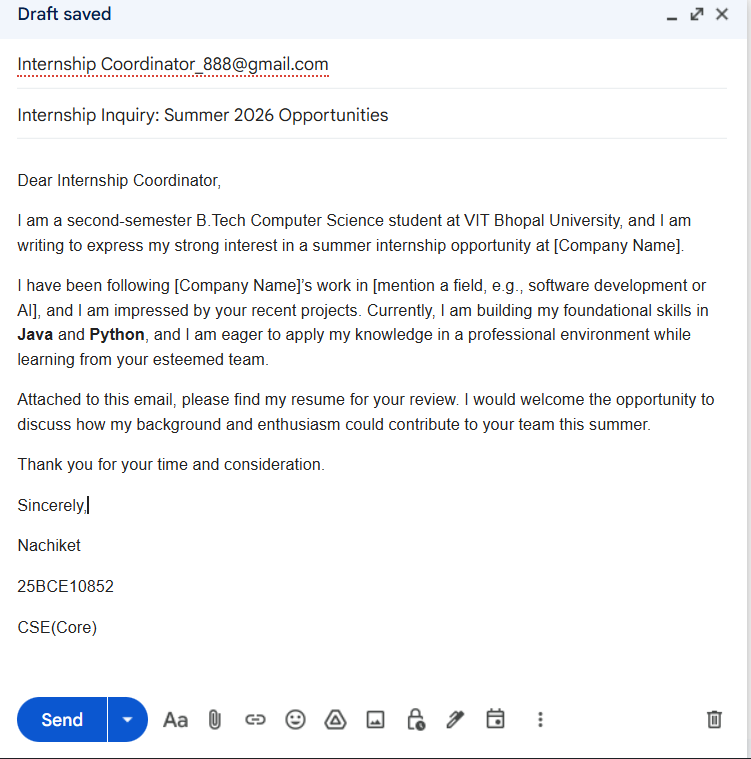 Draft saved
Internship Coordinator_888@gmail.com
Internship Inquiry: Summer 2026 Opportunities
Dear Internship Coordinator,
I am a second-semester B.Tech Computer Science student at VIT Bhopal University, and I am
writing to express my strong interest in a summer internship opportunity at [Company Name].
I have been following [Company Name]’s work in [mention a field, e.g., software development or
AI], and I am impressed by your recent projects. Currently, I am building my foundational skills in
Java and Python, and I am eager to apply my knowledge in a professional environment while
learning from your esteemed team.
Attached to this email, please find my resume for your review. I would welcome the opportunity to
discuss how my background and enthusiasm could contribute to your team this summer.
Thank you for your time and consideration.
Sincerely,
Nachiket
25BCE10852
CSE(Core)
Send Aa